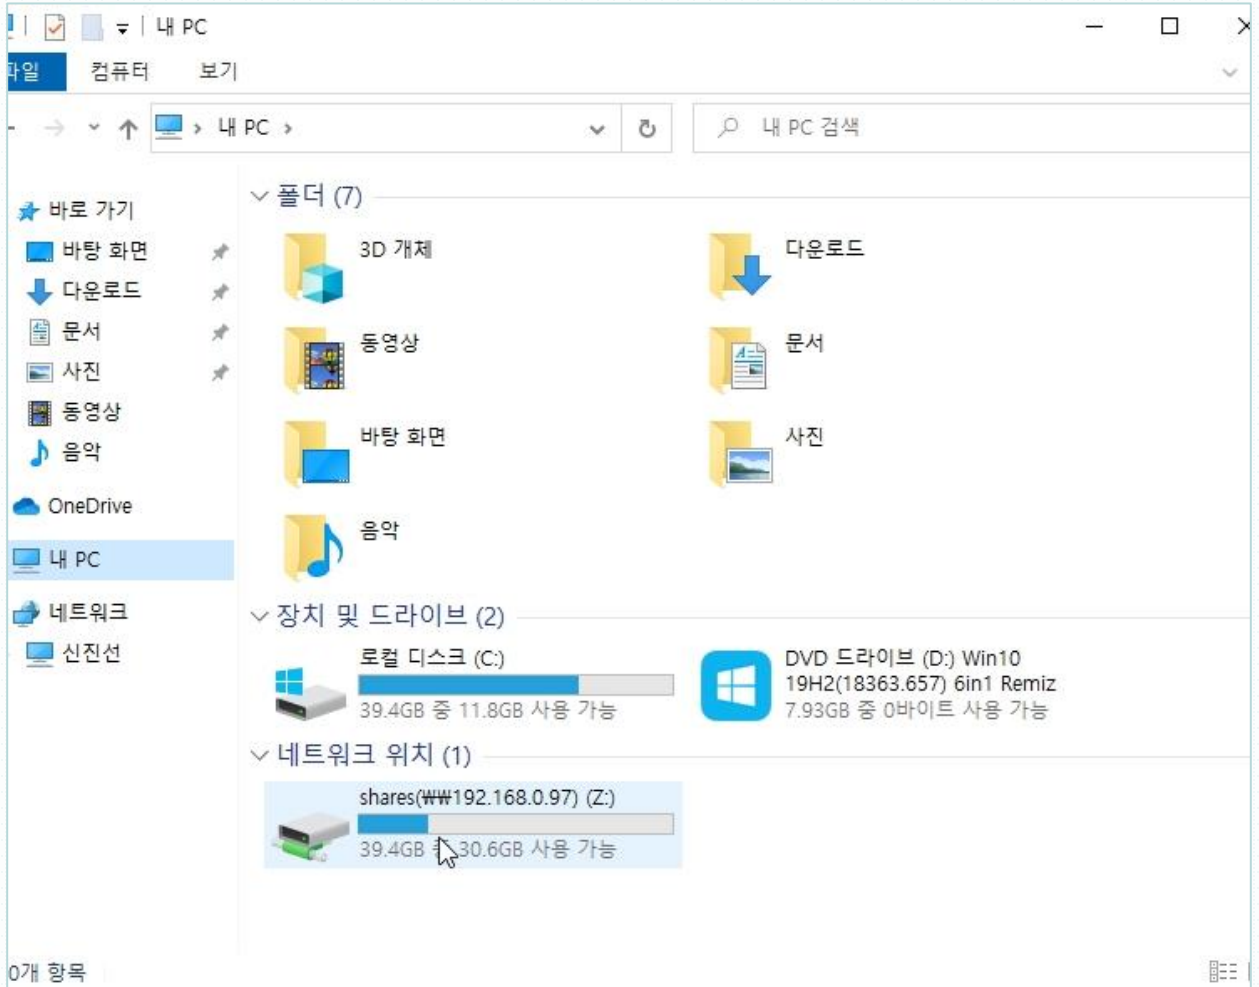 내 PC
파일 컴퓨터 보기
내 PC
내 PC 검색
바로 가기
바탕 화면
다운로드
문서
사진
동영상
음악
OneDrive
내 PC
네트워크
신진선
폴더 (7)
3D 개체
다운로드
동영상
문서
바탕 화면
사진
음악
장치 및 드라이브 (2)
로컬 디스크 (C:)
39.4GB 중 11.8GB 사용 가능
DVD 드라이브 (D:) Win10
19H2(18363.657) 6in1 Remiz
7.93GB 중 0바이트 사용 가능
네트워크 위치 (1)
shares(₩₩192.168.0.97) (Z:)
39.4GB 중 30.6GB 사용 가능
0개 항목